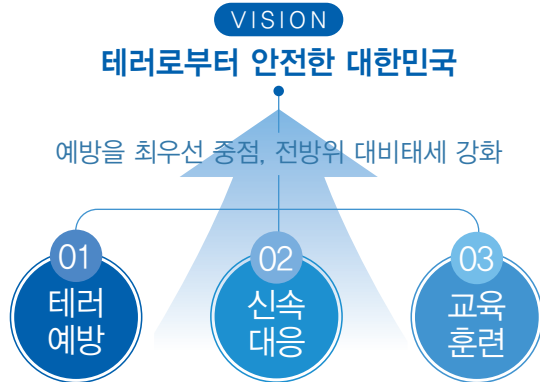 VISION
테러로부터 안전한 대한민국
예방을 최우선 중점, 전방위 대비태세 강화
01
테러
예방
02
신속
대응
03
교육
훈련